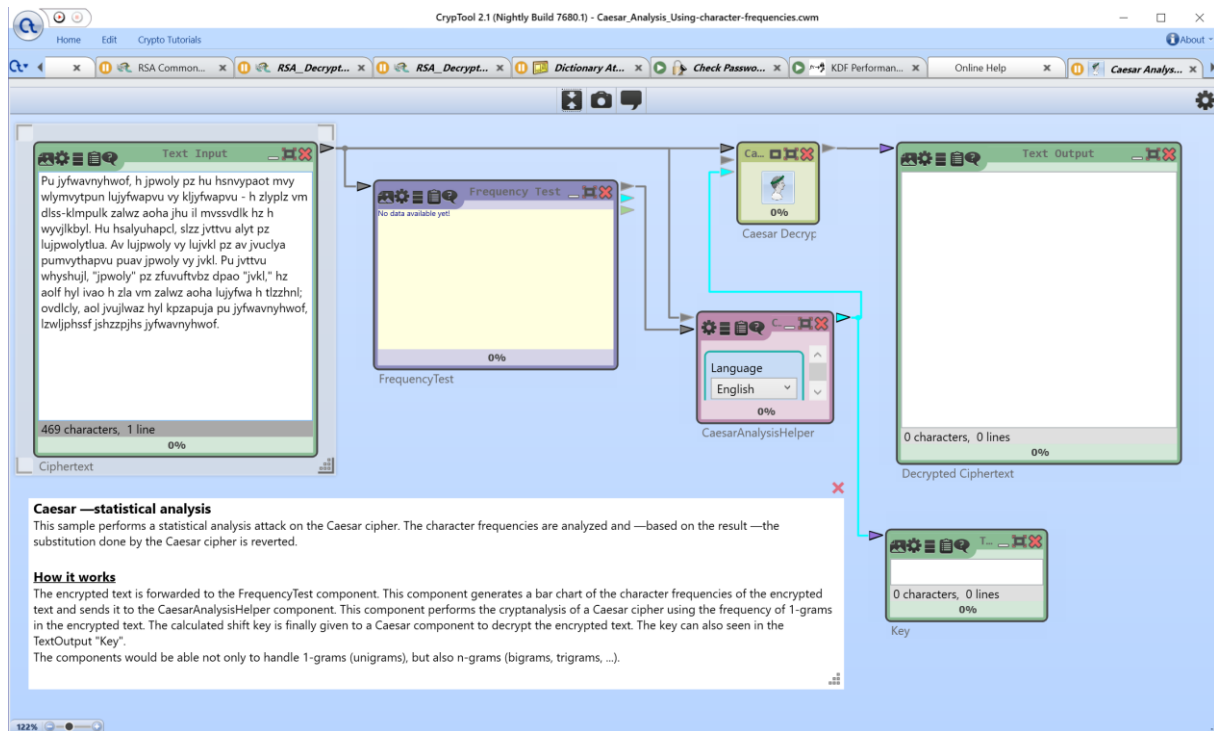 CrypTool 2.1 (Nightly Build 7680.1) - Caesar_Analysis_Using-character-frequencies.cwm
Home Edit Crypto Tutorials
About
RSA Common... RSA_Decrypt... RSA_Decrypt... Dictionary At... Check Passwo... KDF Performan... Online Help Caesar Analys...
Text Input
Pu jyfwavnyhwof, h jpwoly pz hu hsnvypaot mvy
wlymvytpun lujyfwapvu vy kljyfwapvu - h zlyplz vm
dlss-klmpulk zalwz aoha jhu il mvssvdlk hz h
wyvjlkbyl. Hu hsalyuhapcl, slzz jvttvu alyt pz
lujpwolytlua. Av lujpwoly vy lujvkl pz av jvuclya
pumvythapvu puav jpwoly vy jvkl. Pu jvttvu
whyshujl, "jpwoly" pz zfuvuftvbz dpao "jvkl," hz
aolf hyl ivao h zla vm zalwz aoha lujyfwa h tlzzhnl;
ovdlcly, aol jvujlwaz hyl kpzapuja pu jyfwavnyhwof,
lzwljphssf jshzzpjhs jyfwavnyhwof.
469 characters, 1 line
0%
Ciphertext
Frequency Test
No data available yet!
0%
FrequencyTest
Ca...
0%
Caesar Decryp
C...
Language
English
0%
CaesarAnalysisHelper
Text Output
0 characters, 0 lines
0%
Decrypted Ciphertext
T...
0 characters, 0 lines
0%
Key
Caesar —statistical analysis
This sample performs a statistical analysis attack on the Caesar cipher. The character frequencies are analyzed and —based on the result —the
substitution done by the Caesar cipher is reverted.
How it works
The encrypted text is forwarded to the FrequencyTest component. This component generates a bar chart of the character frequencies of the encrypted
text and sends it to the CaesarAnalysisHelper component. This component performs the cryptanalysis of a Caesar cipher using the frequency of 1-grams
in the encrypted text. The calculated shift key is finally given to a Caesar component to decrypt the encrypted text. The key can also seen in the
TextOutput "Key".
The components would be able not only to handle 1-grams (unigrams), but also n-grams (bigrams, trigrams, ...).
122%